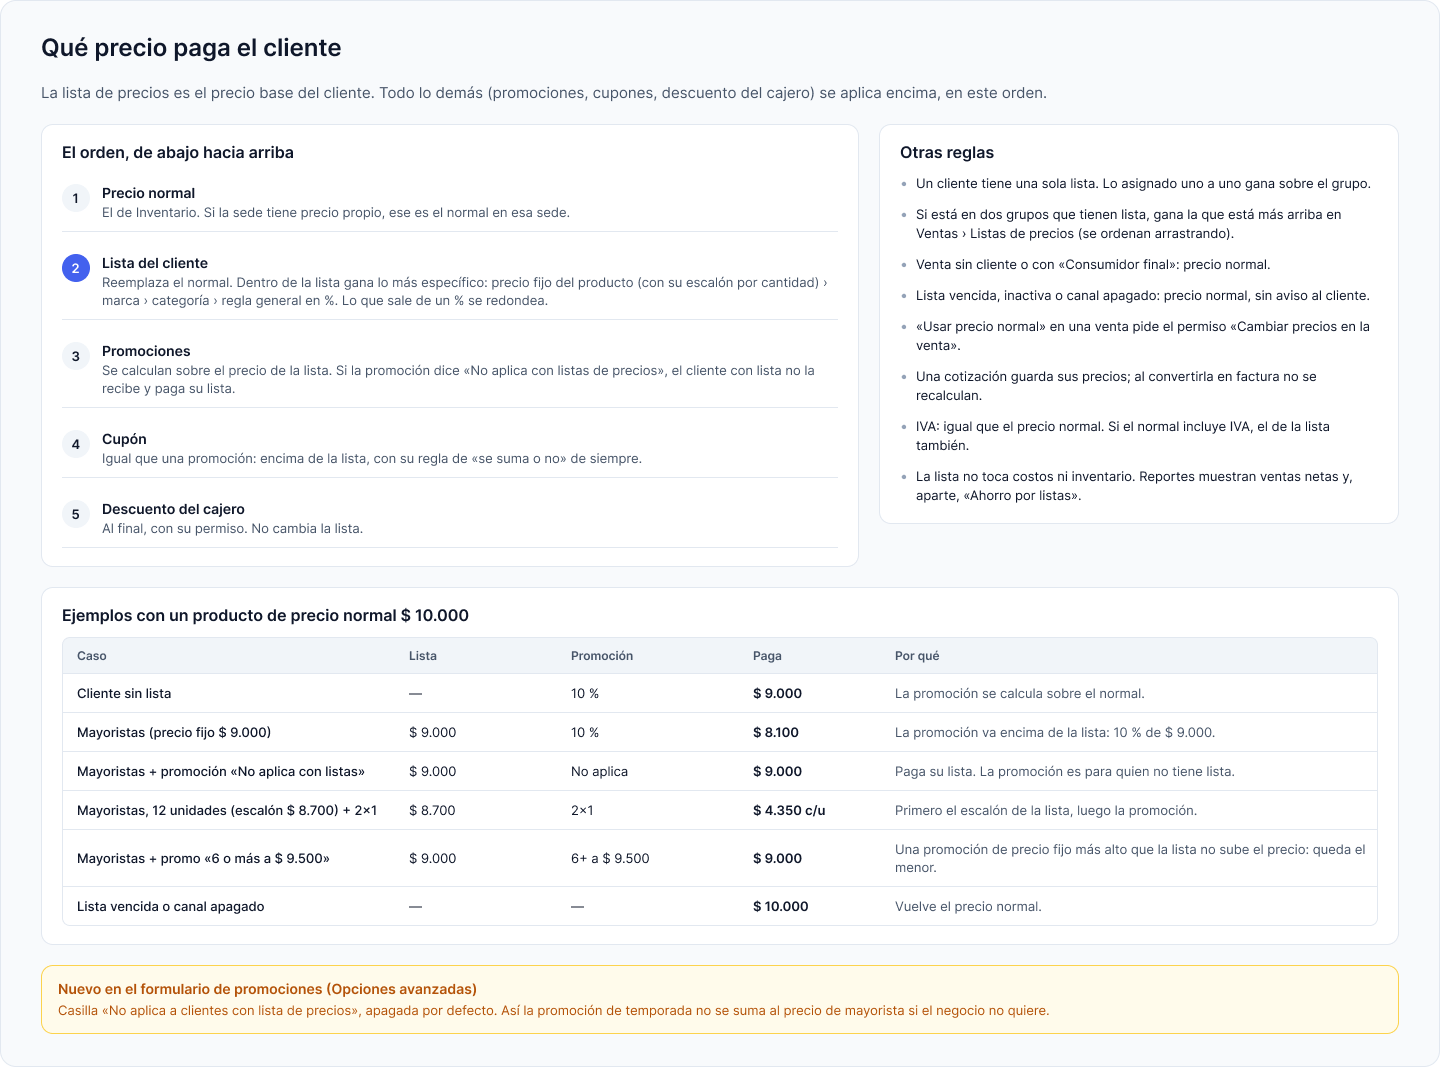 Qué precio paga el cliente
La lista de precios es el precio base del cliente. Todo lo demás (promociones, cupones, descuento del cajero) se aplica encima, en este orden.
El orden, de abajo hacia arriba
1
Precio normal
El de Inventario. Si la sede tiene precio propio, ese es el normal en esa sede.
2
Lista del cliente
Reemplaza el normal. Dentro de la lista gana lo más específico: precio fijo del producto (con su escalón por cantidad) ›
marca › categoría › regla general en %. Lo que sale de un % se redondea.
3
Promociones
Se calculan sobre el precio de la lista. Si la promoción dice «No aplica con listas de precios», el cliente con lista no la
recibe y paga su lista.
4
Cupón
Igual que una promoción: encima de la lista, con su regla de «se suma o no» de siempre.
5
Descuento del cajero
Al final, con su permiso. No cambia la lista.
Otras reglas
• Un cliente tiene una sola lista. Lo asignado uno a uno gana sobre el grupo.
• Si está en dos grupos que tienen lista, gana la que está más arriba en
Ventas › Listas de precios (se ordenan arrastrando).
• Venta sin cliente o con «Consumidor final»: precio normal.
• Lista vencida, inactiva o canal apagado: precio normal, sin aviso al cliente.
• «Usar precio normal» en una venta pide el permiso «Cambiar precios en la
venta».
• Una cotización guarda sus precios; al convertirla en factura no se
recalculan.
• IVA: igual que el precio normal. Si el normal incluye IVA, el de la lista
también.
• La lista no toca costos ni inventario. Reportes muestran ventas netas y,
aparte, «Ahorro por listas».
Ejemplos con un producto de precio normal $ 10.000
Caso Lista Promoción Paga Por qué
Cliente sin lista — 10 % $ 9.000 La promoción se calcula sobre el normal.
Mayoristas (precio fijo $ 9.000) $ 9.000 10 % $ 8.100 La promoción va encima de la lista: 10 % de $ 9.000.
Mayoristas + promoción «No aplica con listas» $ 9.000 No aplica $ 9.000 Paga su lista. La promoción es para quien no tiene lista.
Mayoristas, 12 unidades (escalón $ 8.700) + 2×1 $ 8.700 2×1 $ 4.350 c/u Primero el escalón de la lista, luego la promoción.
Mayoristas + promo «6 o más a $ 9.500» $ 9.000 6+ a $ 9.500 $ 9.000 Una promoción de precio fijo más alto que la lista no sube el precio: queda el
menor.
Lista vencida o canal apagado — — $ 10.000 Vuelve el precio normal.
Nuevo en el formulario de promociones (Opciones avanzadas)
Casilla «No aplica a clientes con lista de precios», apagada por defecto. Así la promoción de temporada no se suma al precio de mayorista si el negocio no quiere.